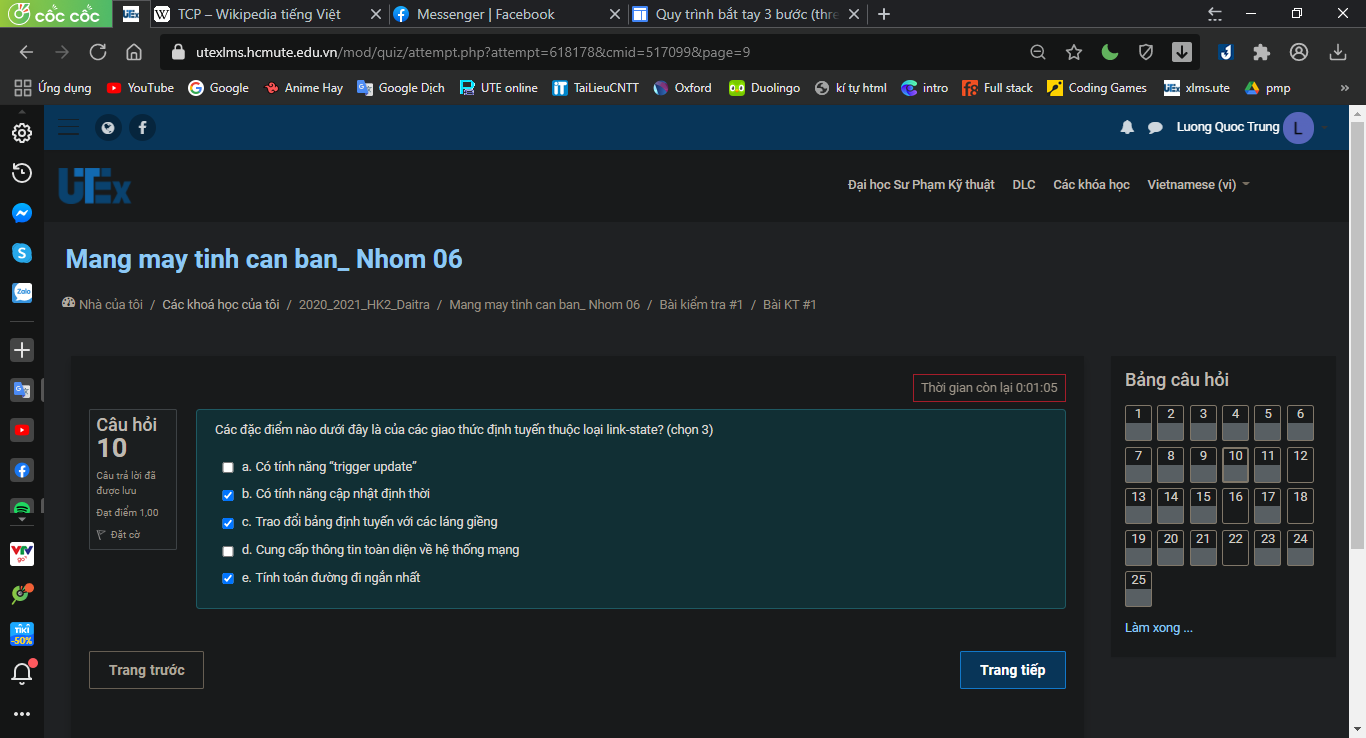 cốc cốc
UTEx
W TCP – Wikipedia tiếng Việt
Messenger | Facebook
Quy trình bắt tay 3 bước (thre
utexlms.hcmute.edu.vn/mod/quiz/attempt.php?attempt=618178&cmid=517099&page=9
Ứng dụng YouTube Google Anime Hay Google Dịch UTE online TaiLieuCNTT Oxford Duolingo kí tự html intro Full stack Coding Games xlms.ute pmp »
Luong Quoc Trung L
UTEx
Đại học Sư Phạm Kỹ thuật DLC Các khóa học Vietnamese (vi)
Mang may tinh can ban_ Nhom 06
Nhà của tôi / Các khoá học của tôi / 2020_2021_HK2_Daitra / Mang may tinh can ban_ Nhom 06 / Bài kiểm tra #1 / Bài KT #1
Thời gian còn lại 0:01:05
Câu hỏi
10
Câu trả lời đã
được lưu
Đạt điểm 1,00
Đặt cờ
Các đặc điểm nào dưới đây là của các giao thức định tuyến thuộc loại link-state? (chọn 3)
a. Có tính năng “trigger update”
b. Có tính năng cập nhật định thời
c. Trao đổi bảng định tuyến với các láng giềng
d. Cung cấp thông tin toàn diện về hệ thống mạng
e. Tính toán đường đi ngắn nhất
Trang trước
Trang tiếp
Bảng câu hỏi
1 2 3 4 5 6
7 8 9 10 11 12
13 14 15 16 17 18
19 20 21 22 23 24
25
Làm xong ...
Zalo
VTV
go
TIKI
-50%